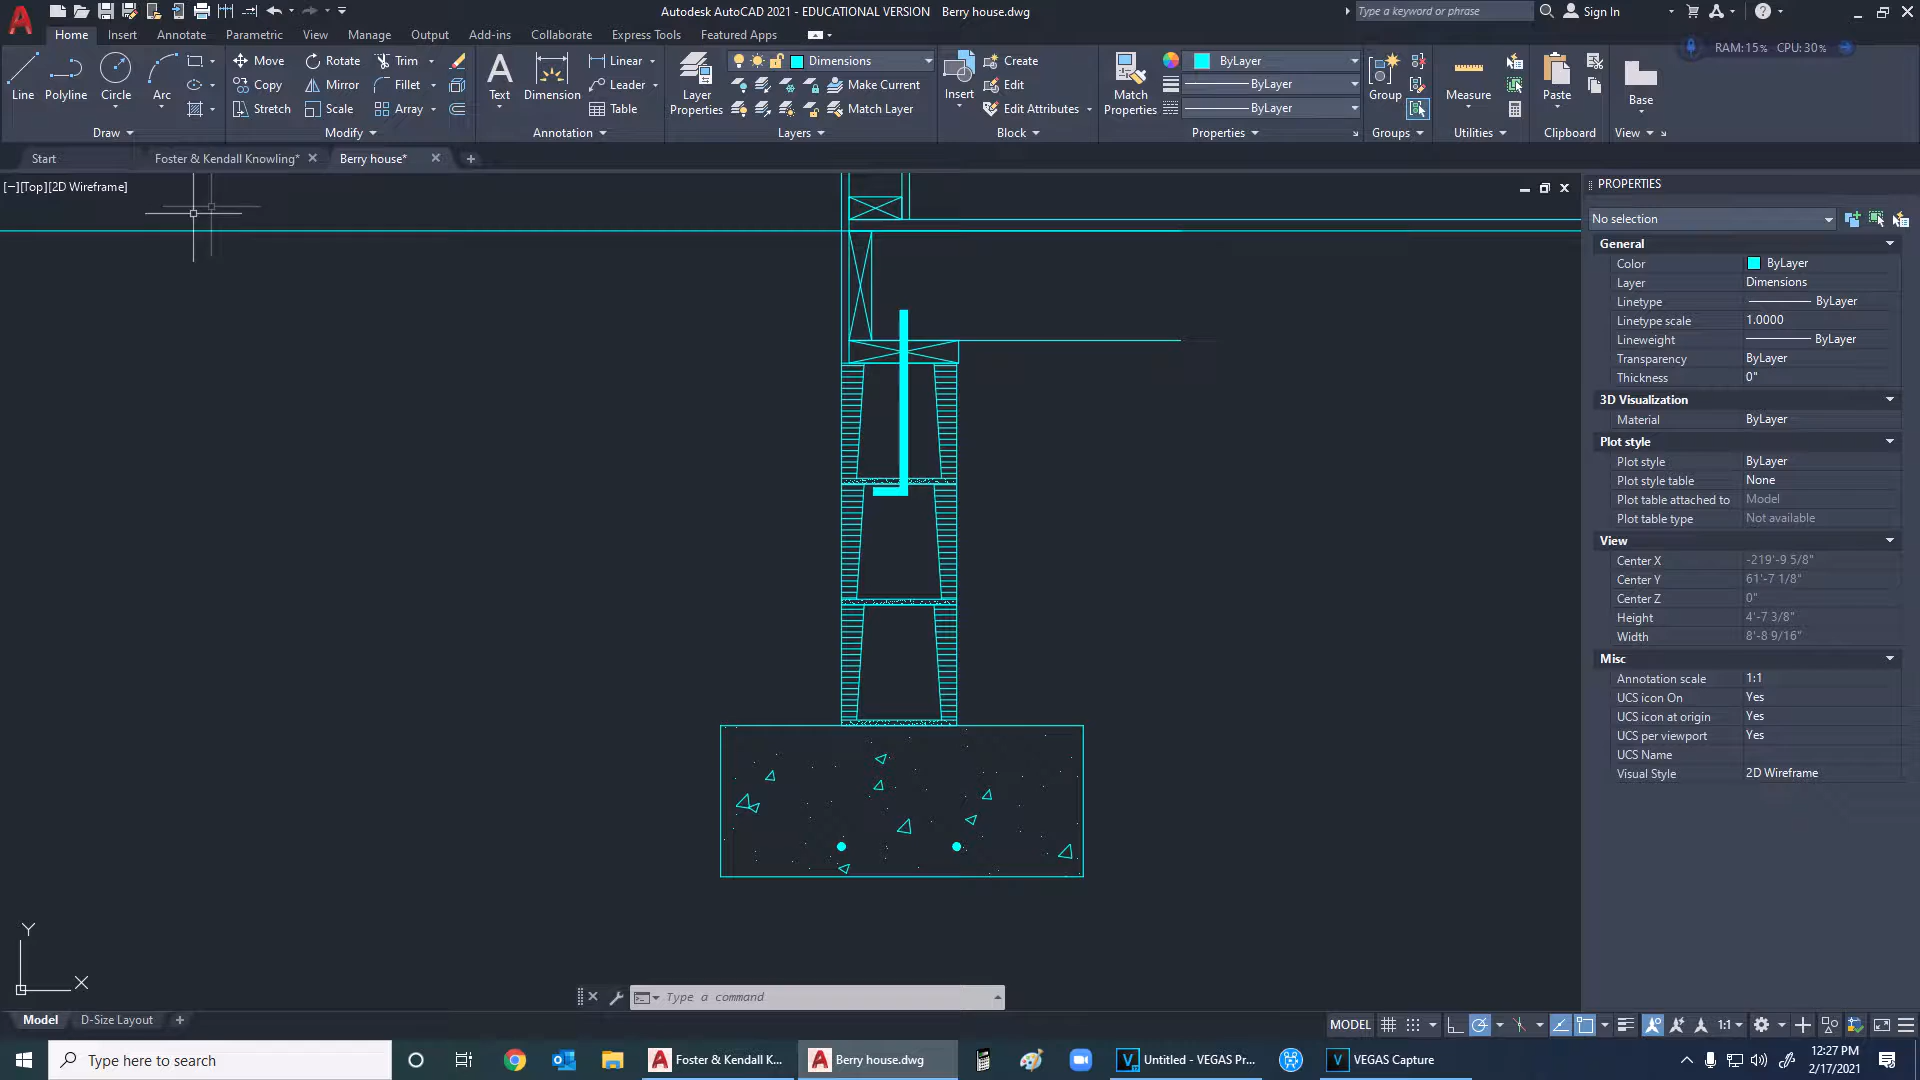 Autodesk AutoCAD 2021 - EDUCATIONAL VERSION Berry house.dwg
Type a keyword or phrase
Sign In
Home Insert Annotate Parametric View Manage Output Add-ins Collaborate Express Tools Featured Apps
RAM:15% CPU:30%
Line Polyline Circle Arc
Draw
Move Rotate Trim
Copy Mirror Fillet
Stretch Scale Array
Modify
Text Dimension
Linear
Leader
Table
Annotation
Layer Properties
Dimensions
Make Current
Match Layer
Layers
Insert
Create
Edit
Edit Attributes
Block
Match Properties
ByLayer
ByLayer
ByLayer
Properties
Group
Groups
Measure
Utilities
Paste
Clipboard
Base
View
Start Foster & Kendall Knowling* Berry house*
[−][Top][2D Wireframe]
PROPERTIES
No selection
General
Color ByLayer
Layer Dimensions
Linetype ByLayer
Linetype scale 1.0000
Lineweight ByLayer
Transparency ByLayer
Thickness 0"
3D Visualization
Material ByLayer
Plot style
Plot style ByLayer
Plot style table None
Plot table attached to Model
Plot table type Not available
View
Center X -219'-9 5/8"
Center Y 61'-7 1/8"
Center Z 0"
Height 4'-7 3/8"
Width 8'-8 9/16"
Misc
Annotation scale 1:1
UCS icon On Yes
UCS icon at origin Yes
UCS per viewport Yes
UCS Name
Visual Style 2D Wireframe
Y
X
Type a command
Model D-Size Layout
MODEL 1:1
Type here to search
Foster & Kendall K... Berry house.dwg Untitled - VEGAS Pr... VEGAS Capture
12:27 PM
2/17/2021